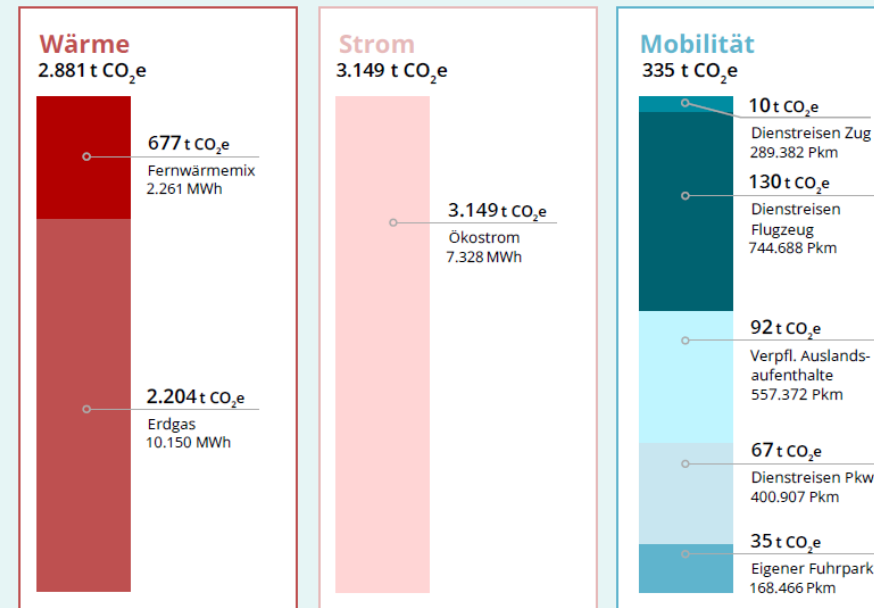 Wärme
2.881 t CO₂e
677 t CO₂e
Fernwärmemix
2.261 MWh
2.204 t CO₂e
Erdgas
10.150 MWh
Strom
3.149 t CO₂e
3.149 t CO₂e
Ökostrom
7.328 MWh
Mobilität
335 t CO₂e
10 t CO₂e
Dienstreisen Zug
289.382 Pkm
130 t CO₂e
Dienstreisen
Flugzeug
744.688 Pkm
92 t CO₂e
Verpfl. Auslands-
aufenthalte
557.372 Pkm
67 t CO₂e
Dienstreisen Pkw
400.907 Pkm
35 t CO₂e
Eigener Fuhrpark
168.466 Pkm